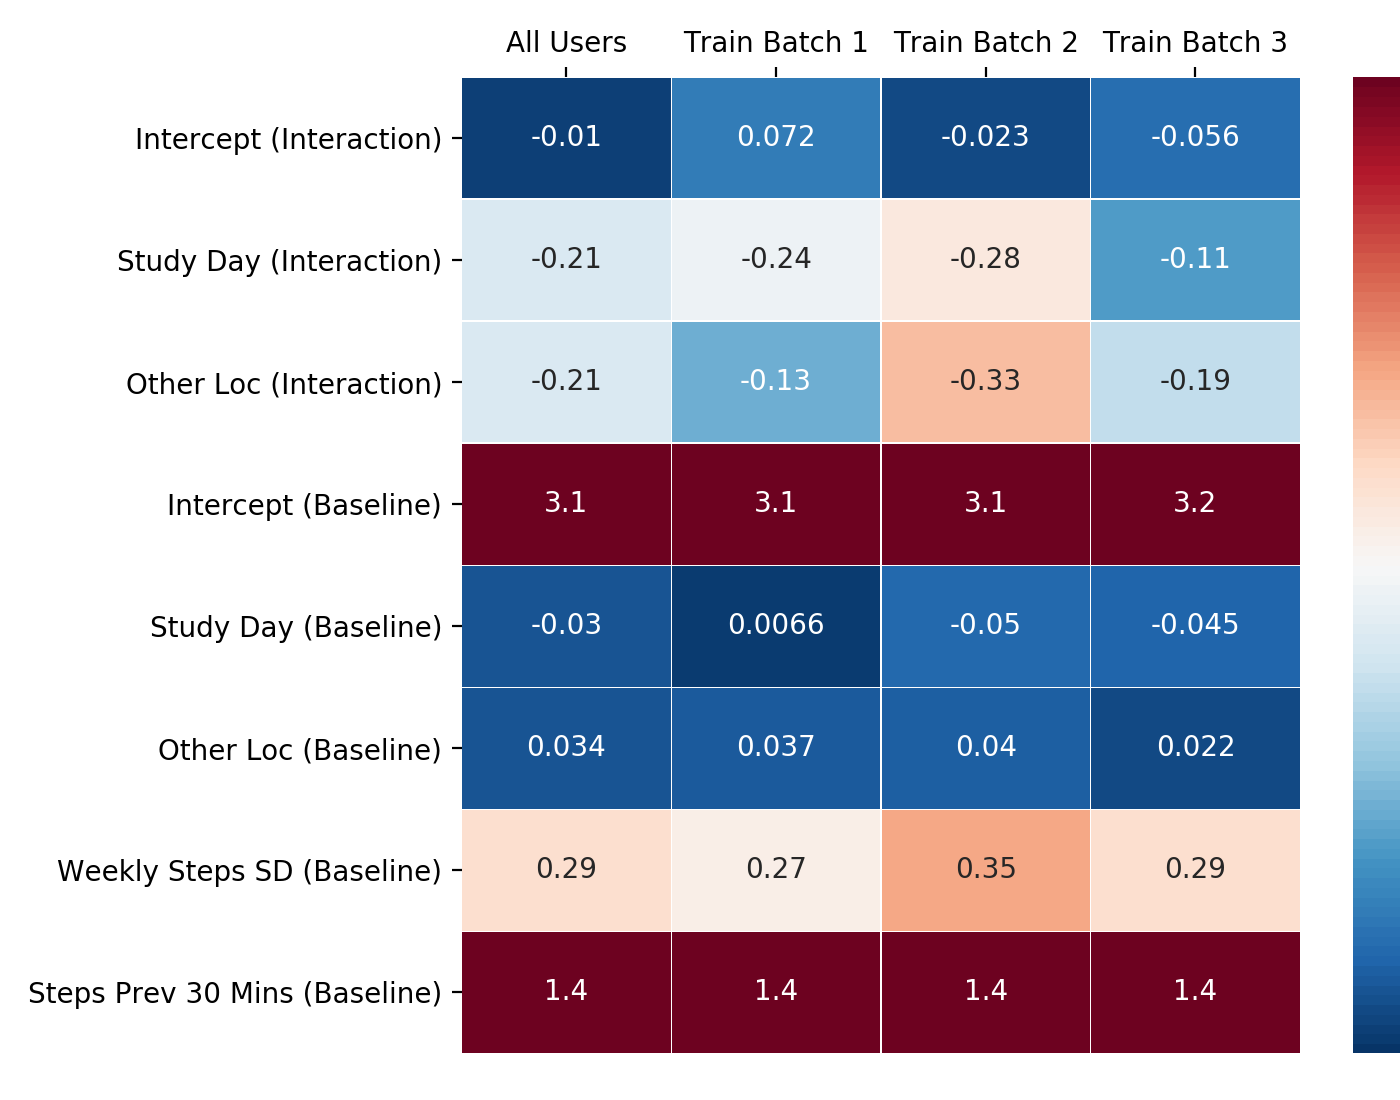 All Users Train Batch 1 Train Batch 2 Train Batch 3
Intercept (Interaction) -0.01 0.072 -0.023 -0.056
Study Day (Interaction) -0.21 -0.24 -0.28 -0.11
Other Loc (Interaction) -0.21 -0.13 -0.33 -0.19
Intercept (Baseline) 3.1 3.1 3.1 3.2
Study Day (Baseline) -0.03 0.0066 -0.05 -0.045
Other Loc (Baseline) 0.034 0.037 0.04 0.022
Weekly Steps SD (Baseline) 0.29 0.27 0.35 0.29
Steps Prev 30 Mins (Baseline) 1.4 1.4 1.4 1.4